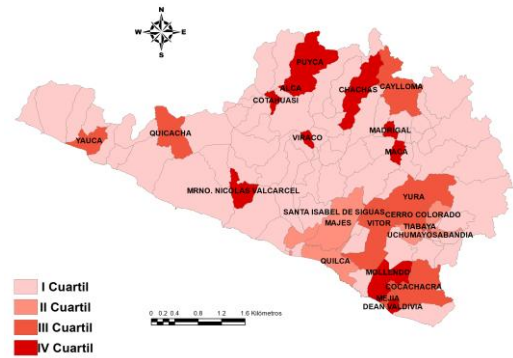 N
W E
S
PUYCA
ALCA
COTAHUASI
CHACHAS
CAYLLOMA
YAUCA
QUICACHA
VIRACO
MADRIGAL
MACA
MRNO. NICOLAS VALCARCEL
YURA
SANTA ISABEL DE SIGUAS
CERRO COLORADO
MAJES
VITOR
TIABAYA
UCHUMAYO
SABANDIA
QUILCA
MOLLENDO
COCACHACRA
MEJIA
DEAN VALDIVIA
I Cuartil
II Cuartil
III Cuartil
IV Cuartil
0 0.2 0.4 0.8 1.2 1.6 Kilómetros